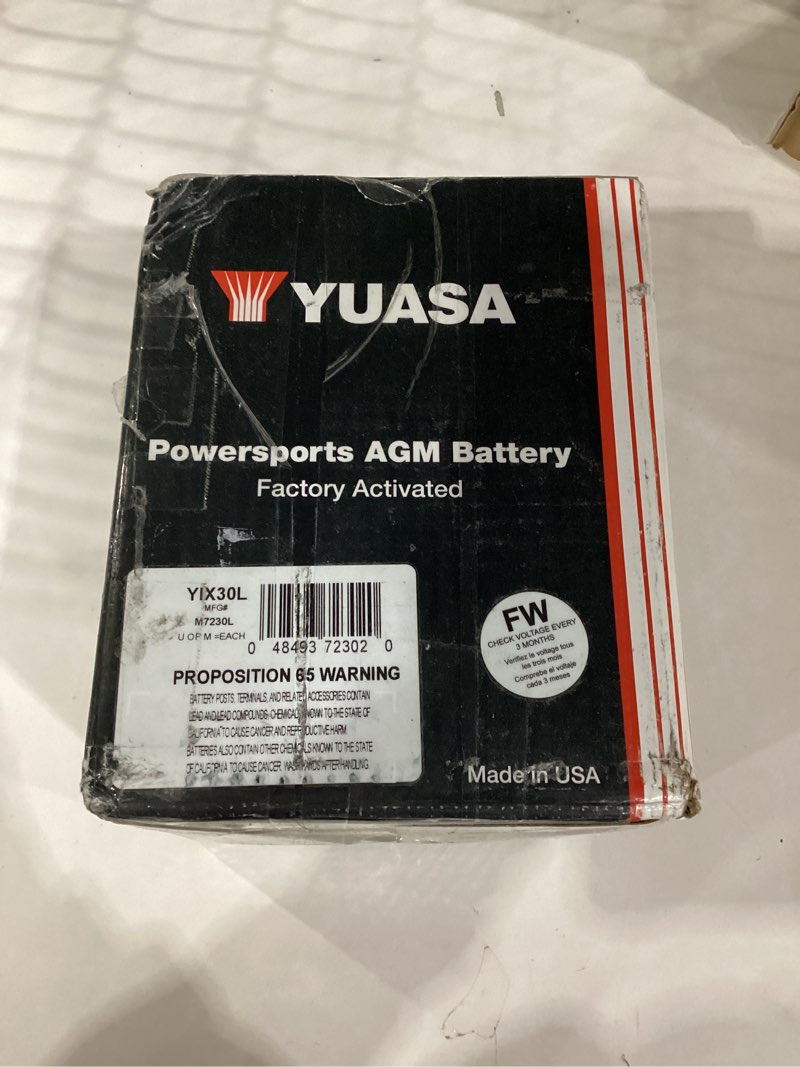 YUASA
Powersports AGM Battery
Factory Activated
YIX30L
MFG#
M7230L
U OF M =EACH
0 48493 72302 0
PROPOSITION 65 WARNING
BATTERY POSTS, TERMINALS, AND RELATED ACCESSORIES CONTAIN
LEAD AND LEAD COMPOUNDS, CHEMICALS KNOWN TO THE STATE OF
CALIFORNIA TO CAUSE CANCER AND REPRODUCTIVE HARM.
BATTERIES ALSO CONTAIN OTHER CHEMICALS KNOWN TO THE STATE
OF CALIFORNIA TO CAUSE CANCER. WASH HANDS AFTER HANDLING.
FW
CHECK VOLTAGE EVERY
3 MONTHS
Verifiez le voltage tous
les trois mois
Comprebe el voltaje
cada 3 meses
Made in USA